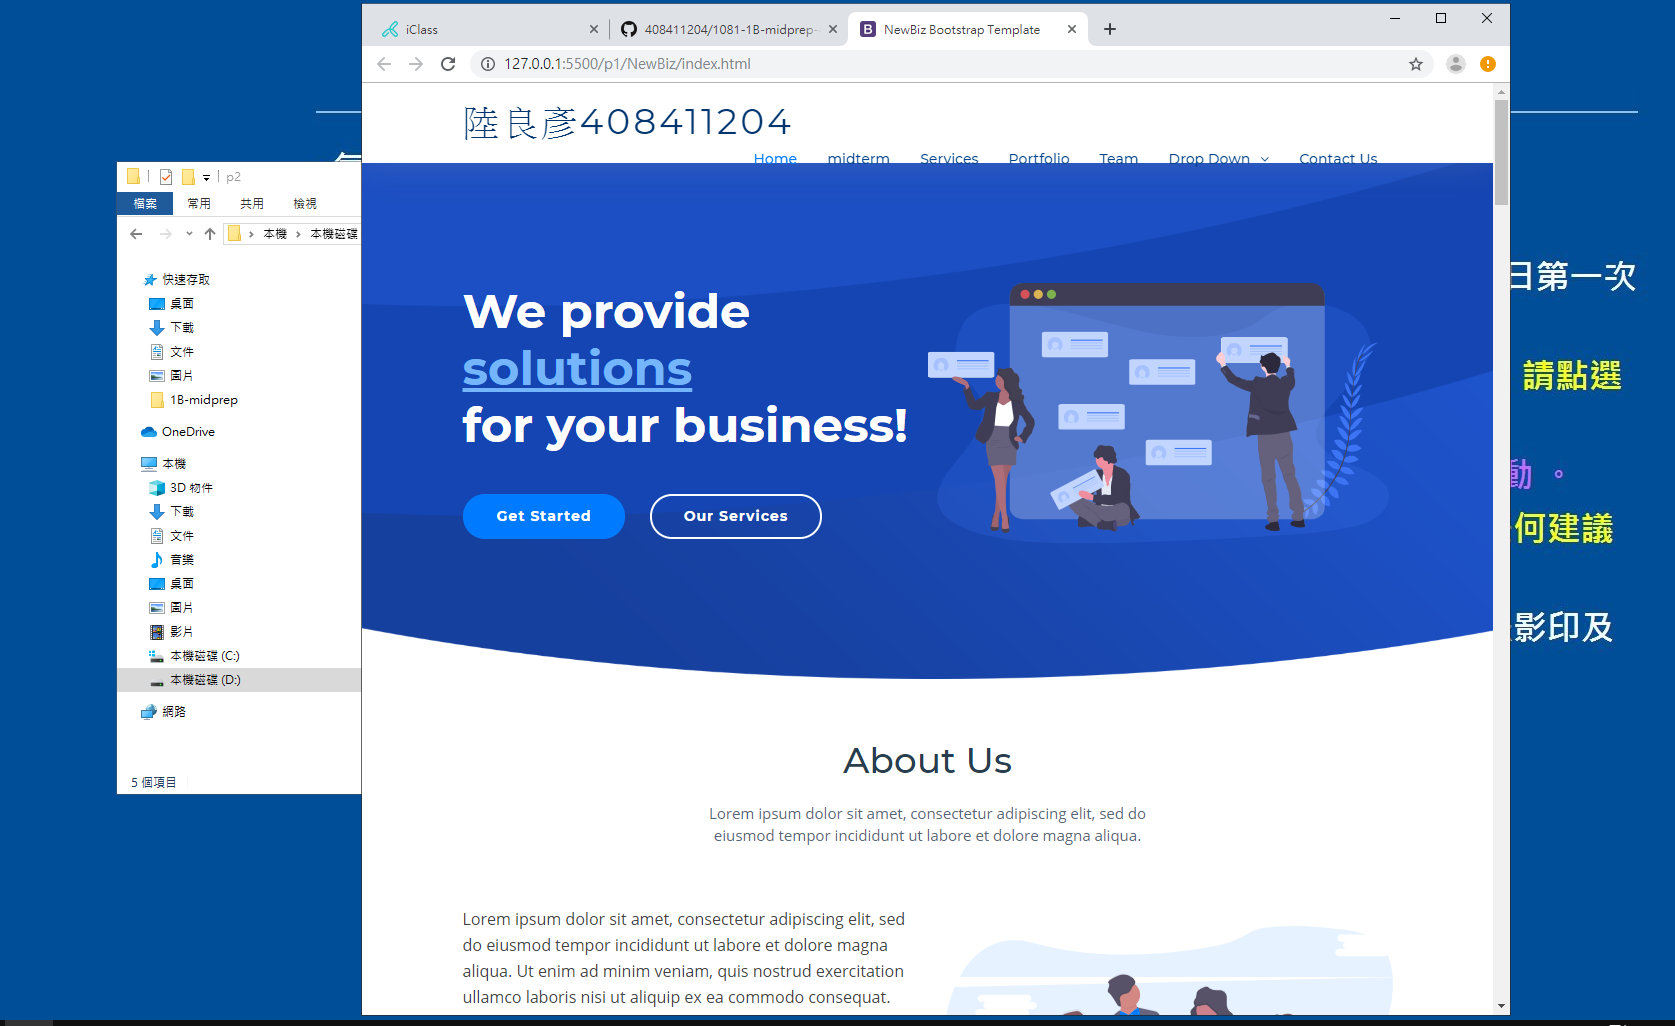 iClass
408411204/1081-1B-midprep-
NewBiz Bootstrap Template
127.0.0.1:5500/p1/NewBiz/index.html
陸良彥408411204
Home
midterm
Services
Portfolio
Team
Drop Down
Contact Us
We provide
solutions
for your business!
Get Started
Our Services
About Us
Lorem ipsum dolor sit amet, consectetur adipiscing elit, sed do
eiusmod tempor incididunt ut labore et dolore magna aliqua.
Lorem ipsum dolor sit amet, consectetur adipiscing elit, sed
do eiusmod tempor incididunt ut labore et dolore magna
aliqua. Ut enim ad minim veniam, quis nostrud exercitation
ullamco laboris nisi ut aliquip ex ea commodo consequat.
p2
檔案
常用
共用
檢視
本機
本機磁碟
快速存取
桌面
下載
文件
圖片
1B-midprep
OneDrive
本機
3D 物件
下載
文件
音樂
桌面
圖片
影片
本機磁碟 (C:)
本機磁碟 (D:)
網路
5 個項目
日第一次
請點選
動 。
何建議
影印及